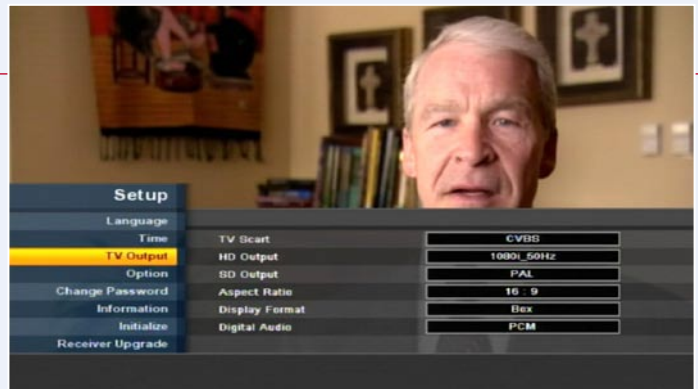 Setup
Language
Time
TV Output
Option
Change Password
Information
Initialize
Receiver Upgrade
TV Scart CVBS
HD Output 1080i_50Hz
SD Output PAL
Aspect Ratio 16 : 9
Display Format Box
Digital Audio PCM